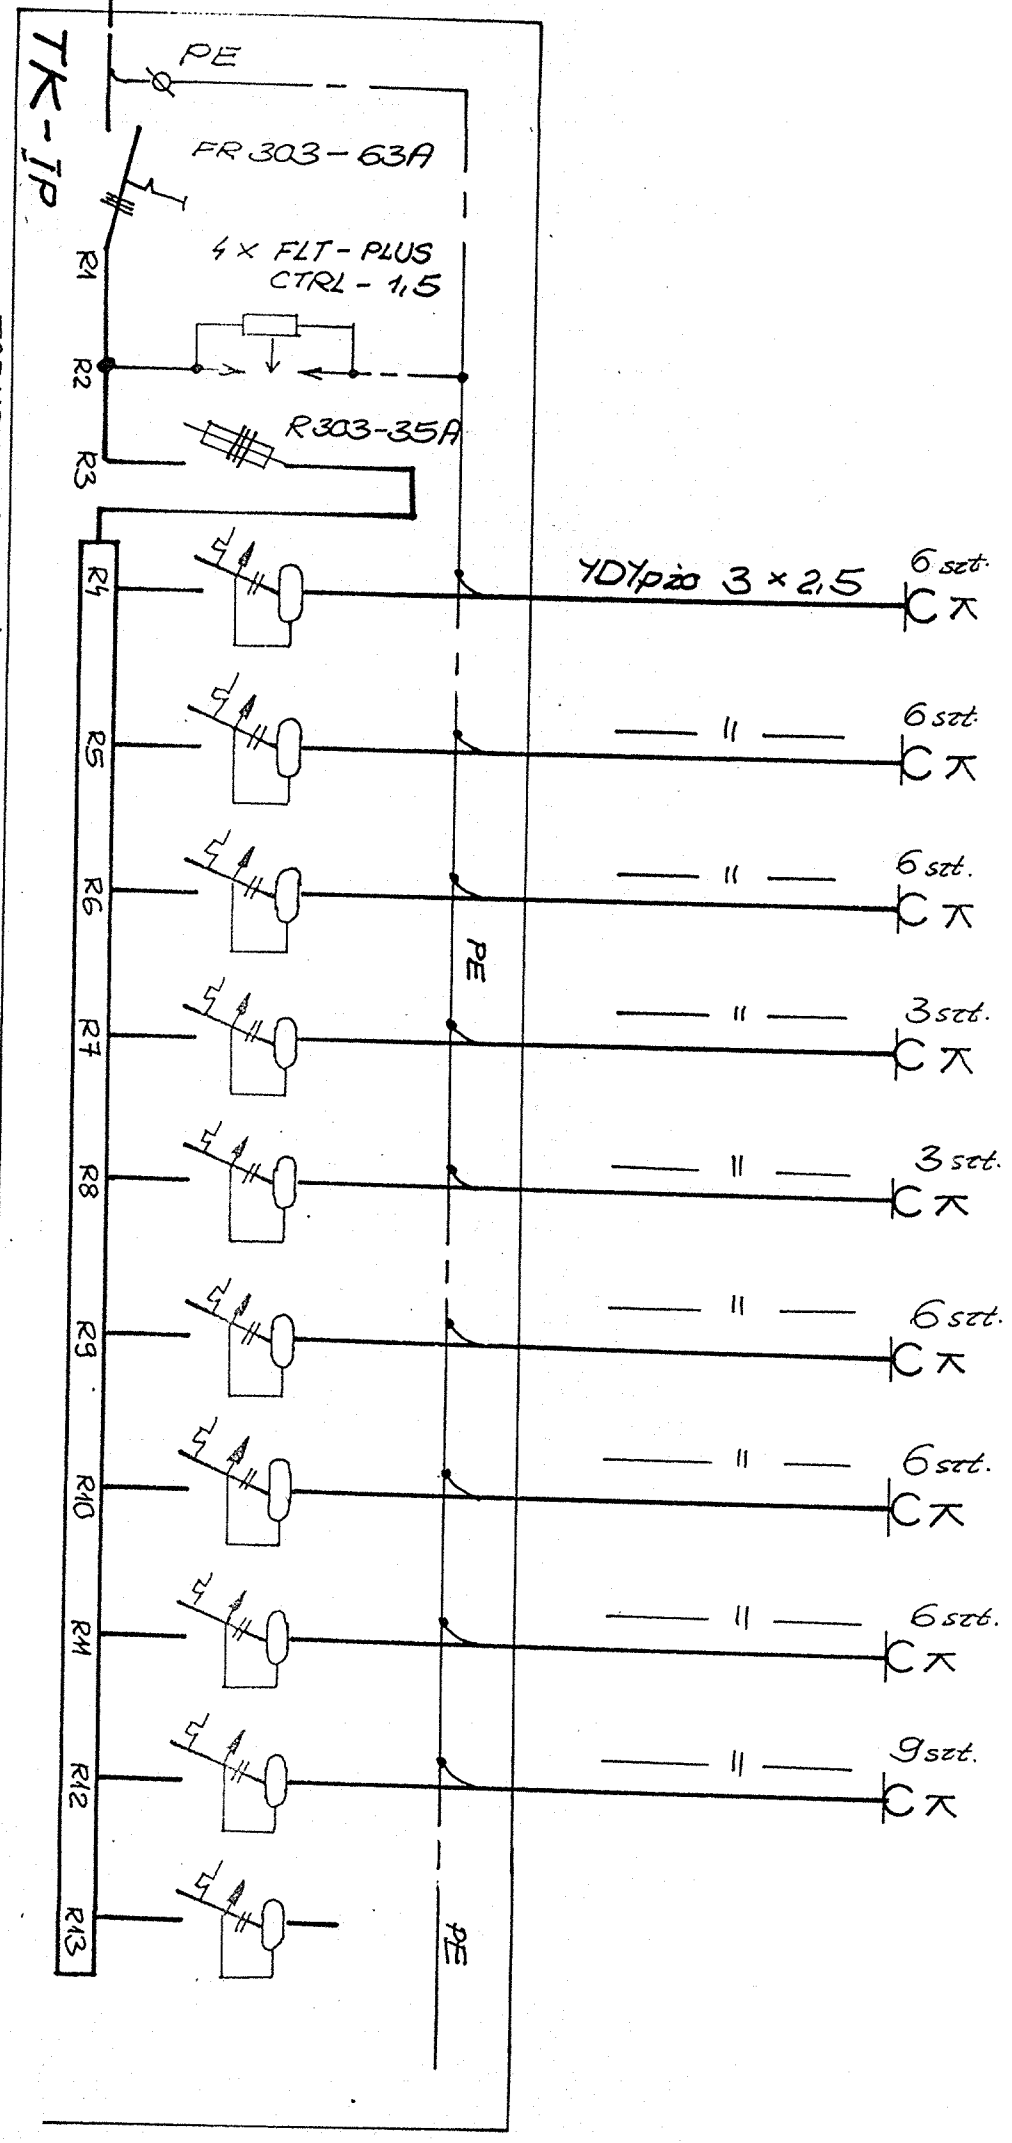 TK-IP
PE
FR 303-63A
R1
4 x FLT-PLUS
CTRL-1,5
R2
R303-35A
R3
R4
YDYpżo 3 x 2,5
6 szt.
R5
— " —
6 szt.
R6
— " —
6 szt.
PE
R7
— " —
3 szt.
R8
— " —
3 szt.
R9
— " —
6 szt.
R10
— " —
6 szt.
R11
— " —
6 szt.
R12
— " —
9 szt.
R13
PE